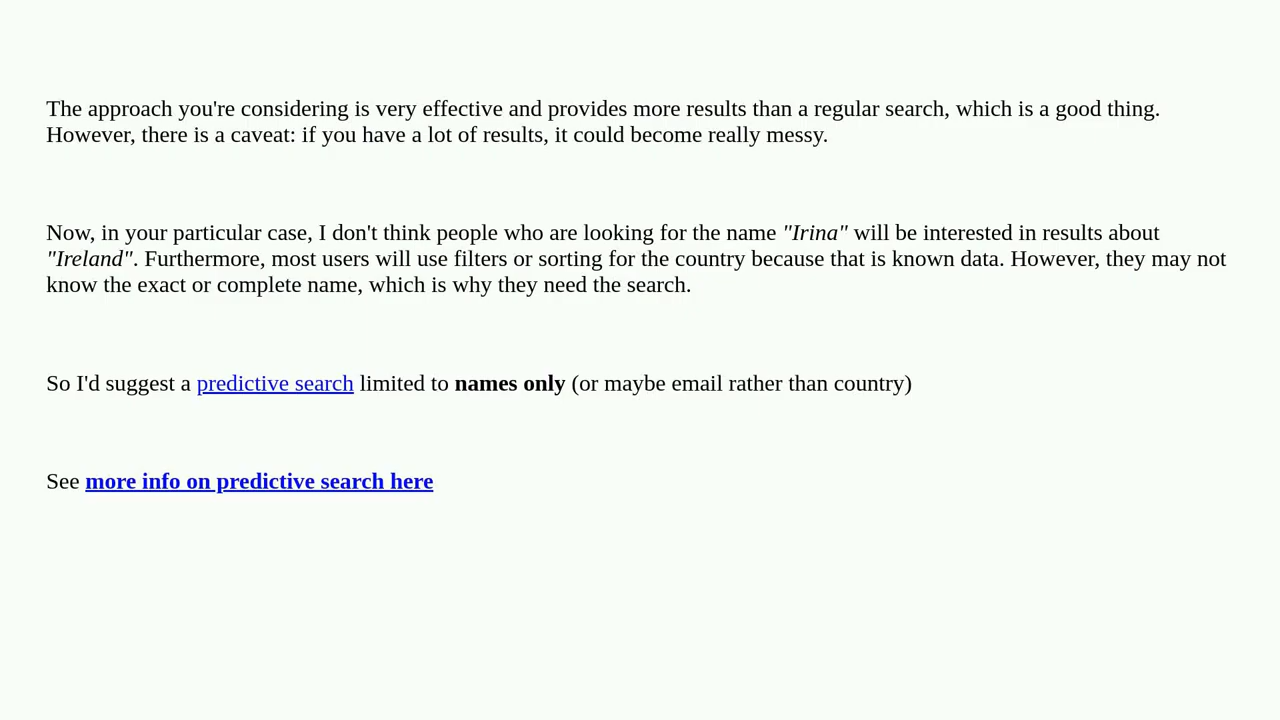 The approach you're considering is very effective and provides more results than a regular search, which is a good thing.
However, there is a caveat: if you have a lot of results, it could become really messy.
Now, in your particular case, I don't think people who are looking for the name "Irina" will be interested in results about
"Ireland". Furthermore, most users will use filters or sorting for the country because that is known data. However, they may not
know the exact or complete name, which is why they need the search.
So I'd suggest a predictive search limited to names only (or maybe email rather than country)
See more info on predictive search here